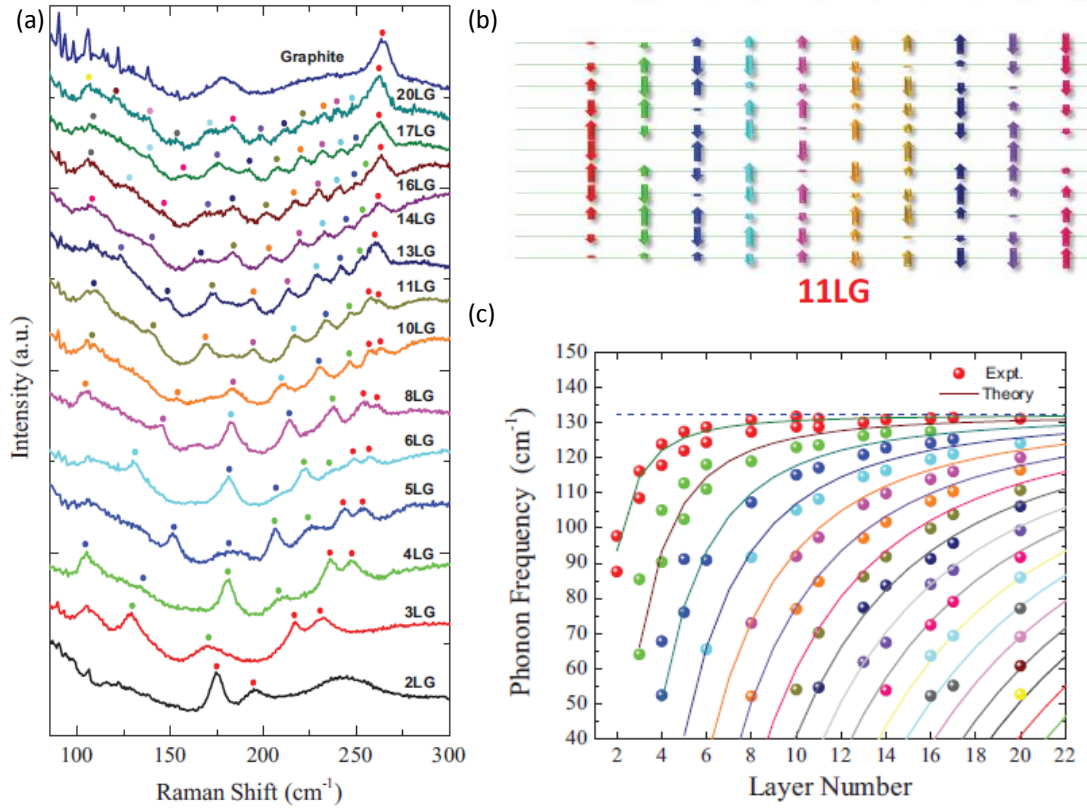 (a)
Graphite
20LG
17LG
16LG
14LG
13LG
11LG
10LG
8LG
6LG
5LG
4LG
3LG
2LG
Intensity (a.u.)
100 150 200 250 300
Raman Shift (cm⁻¹)
(b)
11LG
(c)
150
140
130
120
110
100
90
80
70
60
50
40
Expt.
Theory
Phonon Frequency (cm⁻¹)
2 4 6 8 10 12 14 16 18 20 22
Layer Number